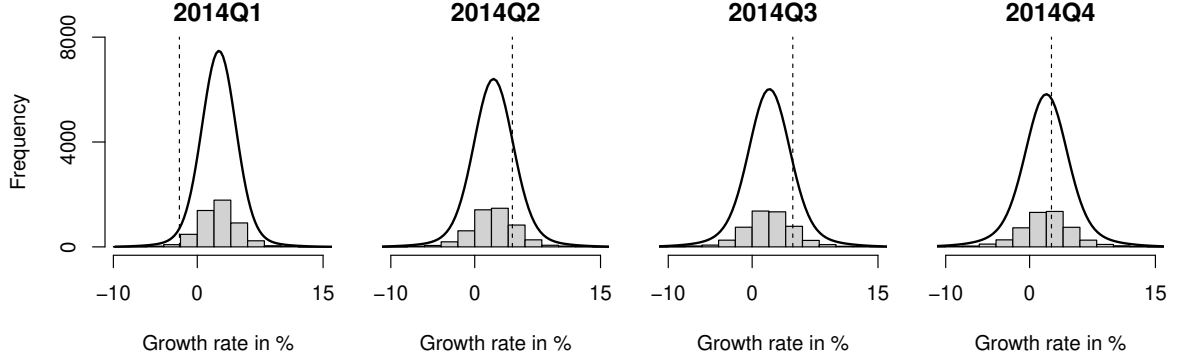 2014Q1 2014Q2 2014Q3 2014Q4
Frequency
8000
4000
0
−10 0 15 −10 0 15 −10 0 15 −10 0 15
Growth rate in % Growth rate in % Growth rate in % Growth rate in %